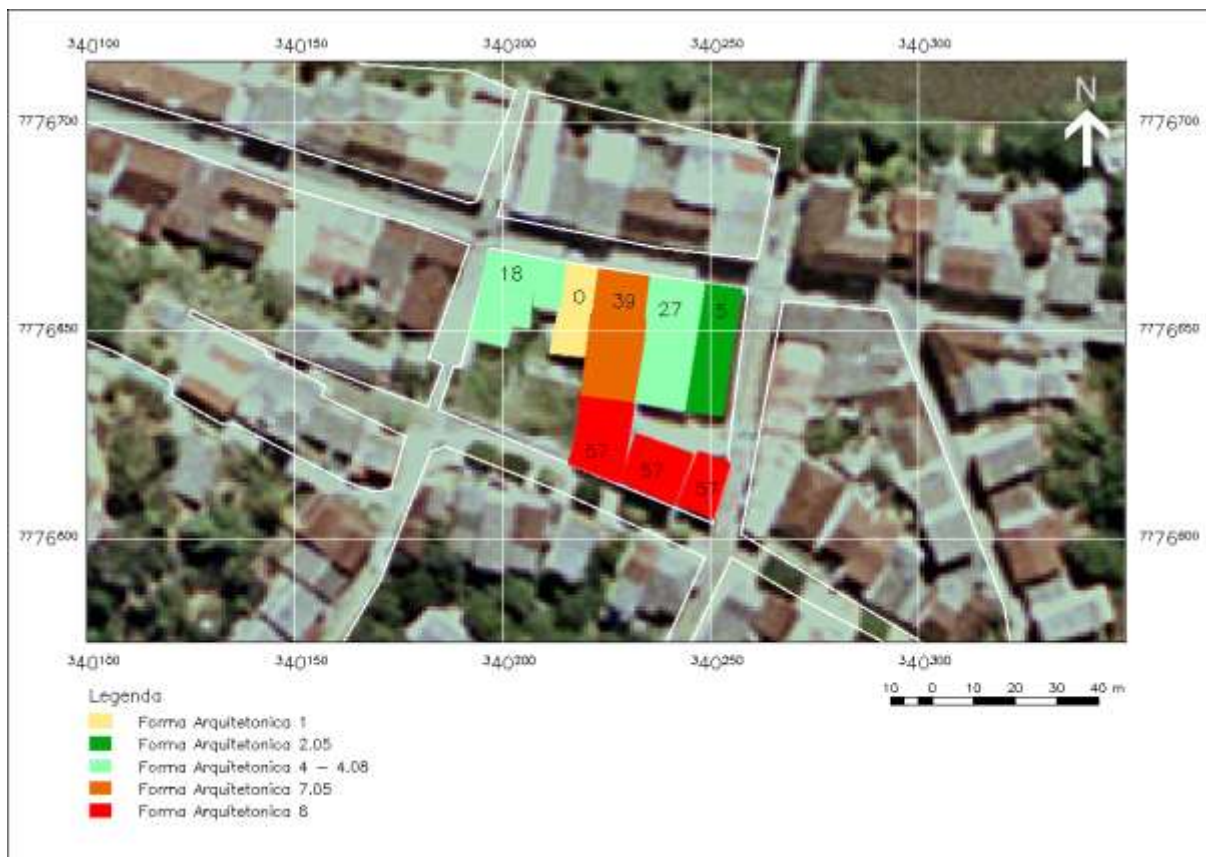 340100 340150 340200 340250 340300
N
7776700 7776700
18 0 39 27 5
7776650 7776650
57 57 57
7776600 7776600
340100 340150 340200 340250 340300
10 0 10 20 30 40 m
Legenda
Forma Arquitetonica 1
Forma Arquitetonica 2.05
Forma Arquitetonica 4 – 4.08
Forma Arquitetonica 7.05
Forma Arquitetonica 8